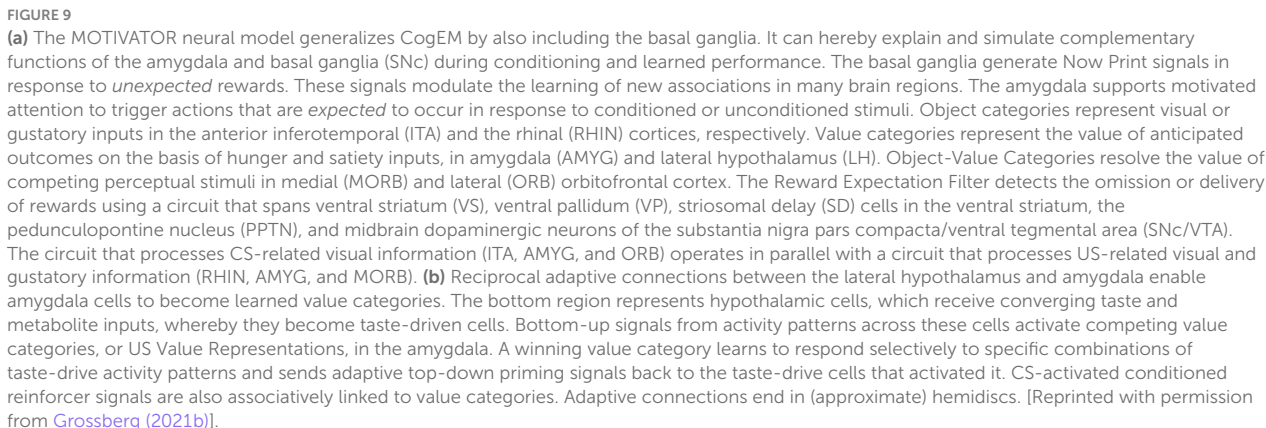 FIGURE 9
(a) The MOTIVATOR neural model generalizes CogEM by also including the basal ganglia. It can hereby explain and simulate complementary
functions of the amygdala and basal ganglia (SNc) during conditioning and learned performance. The basal ganglia generate Now Print signals in
response to unexpected rewards. These signals modulate the learning of new associations in many brain regions. The amygdala supports motivated
attention to trigger actions that are expected to occur in response to conditioned or unconditioned stimuli. Object categories represent visual or
gustatory inputs in the anterior inferotemporal (ITA) and the rhinal (RHIN) cortices, respectively. Value categories represent the value of anticipated
outcomes on the basis of hunger and satiety inputs, in amygdala (AMYG) and lateral hypothalamus (LH). Object-Value Categories resolve the value of
competing perceptual stimuli in medial (MORB) and lateral (ORB) orbitofrontal cortex. The Reward Expectation Filter detects the omission or delivery
of rewards using a circuit that spans ventral striatum (VS), ventral pallidum (VP), striosomal delay (SD) cells in the ventral striatum, the
pedunculopontine nucleus (PPTN), and midbrain dopaminergic neurons of the substantia nigra pars compacta/ventral tegmental area (SNc/VTA).
The circuit that processes CS-related visual information (ITA, AMYG, and ORB) operates in parallel with a circuit that processes US-related visual and
gustatory information (RHIN, AMYG, and MORB). (b) Reciprocal adaptive connections between the lateral hypothalamus and amygdala enable
amygdala cells to become learned value categories. The bottom region represents hypothalamic cells, which receive converging taste and
metabolite inputs, whereby they become taste-driven cells. Bottom-up signals from activity patterns across these cells activate competing value
categories, or US Value Representations, in the amygdala. A winning value category learns to respond selectively to specific combinations of
taste-drive activity patterns and sends adaptive top-down priming signals back to the taste-drive cells that activated it. CS-activated conditioned
reinforcer signals are also associatively linked to value categories. Adaptive connections end in (approximate) hemidiscs. [Reprinted with permission
from Grossberg (2021b)].